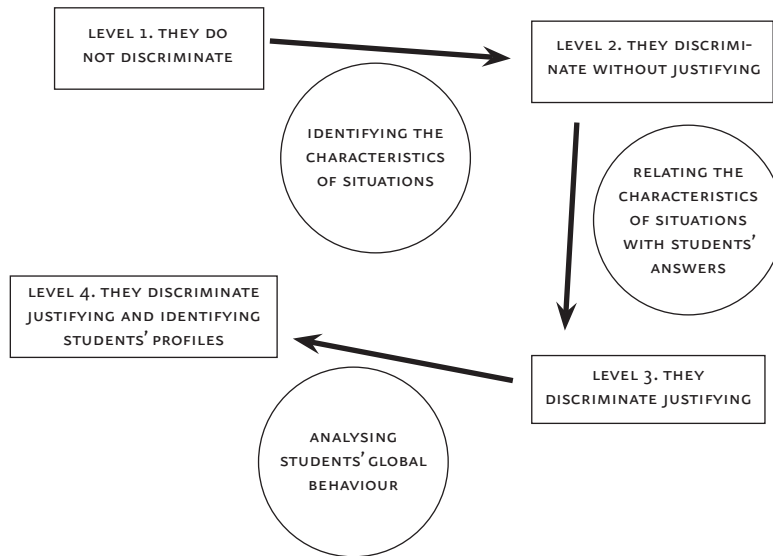 LEVEL 1. THEY DO
NOT DISCRIMINATE
LEVEL 2. THEY DISCRIMI-
NATE WITHOUT JUSTIFYING
IDENTIFYING THE
CHARACTERISTICS
OF SITUATIONS
RELATING THE
CHARACTERISTICS
OF SITUATIONS
WITH STUDENTS'
ANSWERS
LEVEL 4. THEY DISCRIMINATE
JUSTIFYING AND IDENTIFYING
STUDENTS' PROFILES
LEVEL 3. THEY
DISCRIMINATE JUSTIFYING
ANALYSING
STUDENTS' GLOBAL
BEHAVIOUR